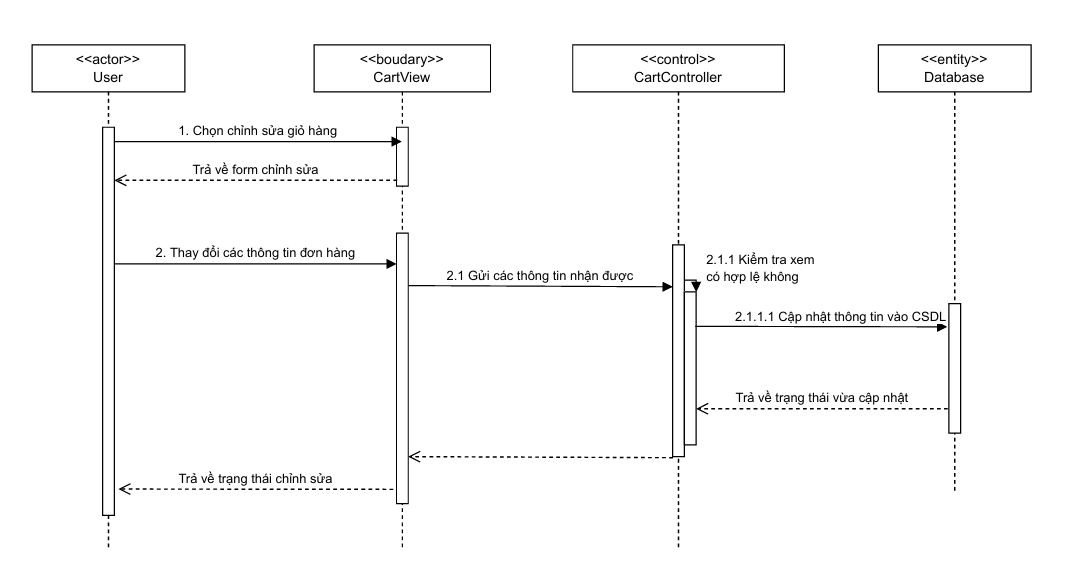 <<actor>>
User
<<boudary>>
CartView
<<control>>
CartController
<<entity>>
Database
1. Chọn chỉnh sửa giỏ hàng
Trả về form chỉnh sửa
2. Thay đổi các thông tin đơn hàng
2.1 Gửi các thông tin nhận được
2.1.1 Kiểm tra xem
có hợp lệ không
2.1.1.1 Cập nhật thông tin vào CSDL
Trả về trạng thái vừa cập nhật
Trả về trạng thái chỉnh sửa